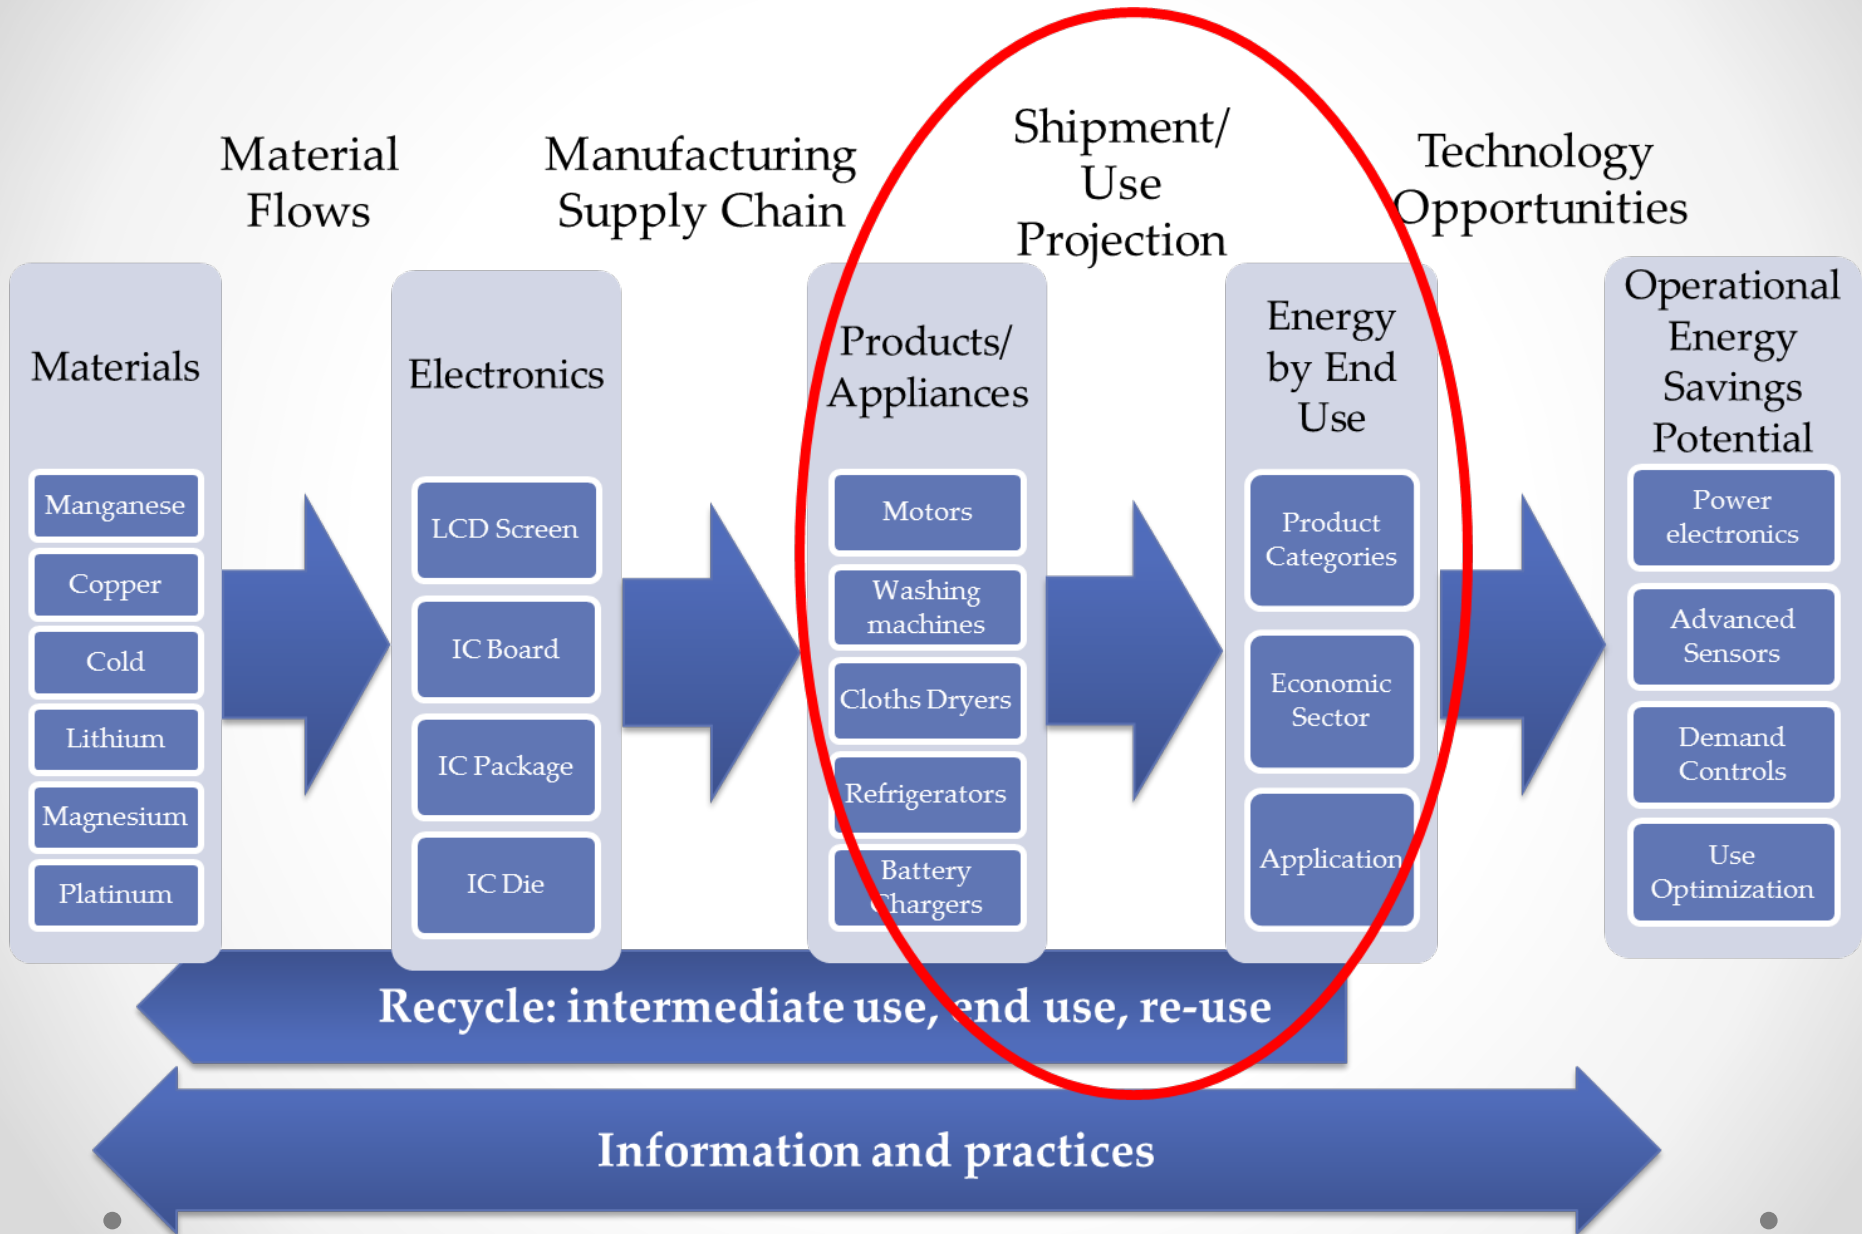 Material
Flows
Manufacturing
Supply Chain
Shipment/
Use
Projection
Technology
Opportunities
Materials
Manganese
Copper
Cold
Lithium
Magnesium
Platinum
Electronics
LCD Screen
IC Board
IC Package
IC Die
Products/
Appliances
Motors
Washing
machines
Cloths Dryers
Refrigerators
Battery
Chargers
Energy
by End
Use
Product
Categories
Economic
Sector
Application
Operational
Energy
Savings
Potential
Power
electronics
Advanced
Sensors
Demand
Controls
Use
Optimization
Recycle: intermediate use, end use, re-use
Information and practices